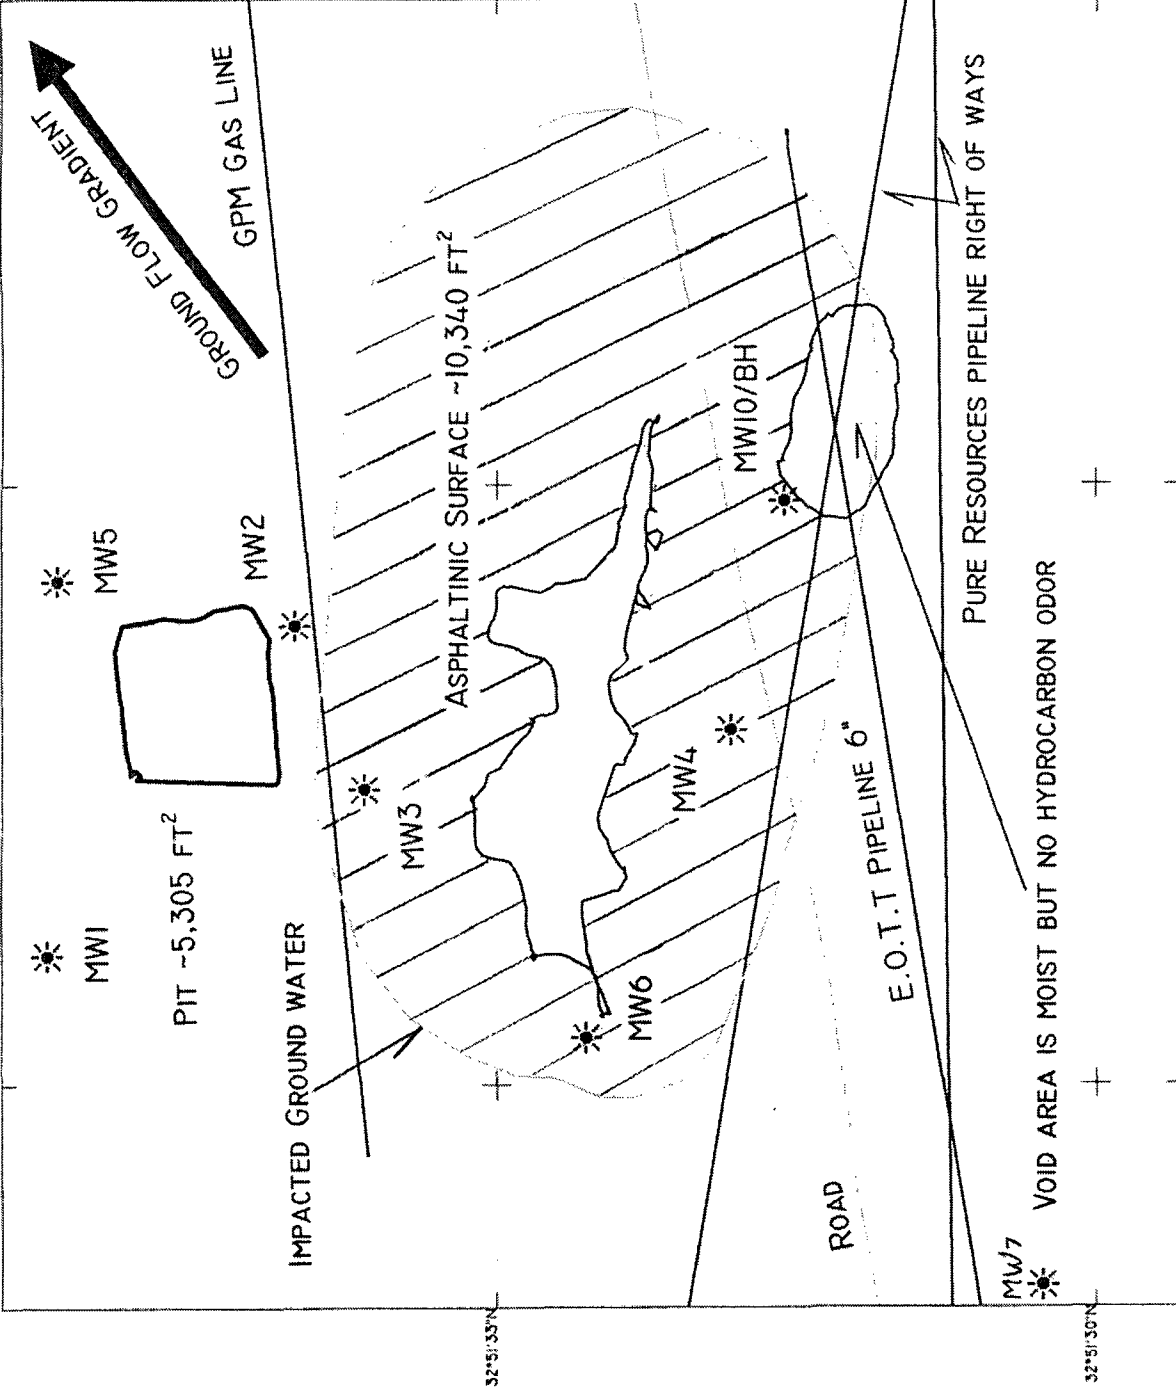 GROUND FLOW GRADIENT
GPM GAS LINE
MW5
MW2
MW1
PIT ~5,305 FT²
IMPACTED GROUND WATER
MW3
ASPHALTINIC SURFACE ~10,340 FT²
MW6
MW4
MW10/BH
ROAD
E.O.T.T PIPELINE 6"
PURE RESOURCES PIPELINE RIGHT OF WAYS
MW7
VOID AREA IS MOIST BUT NO HYDROCARBON ODOR
32°51'33"N
32°51'30"N